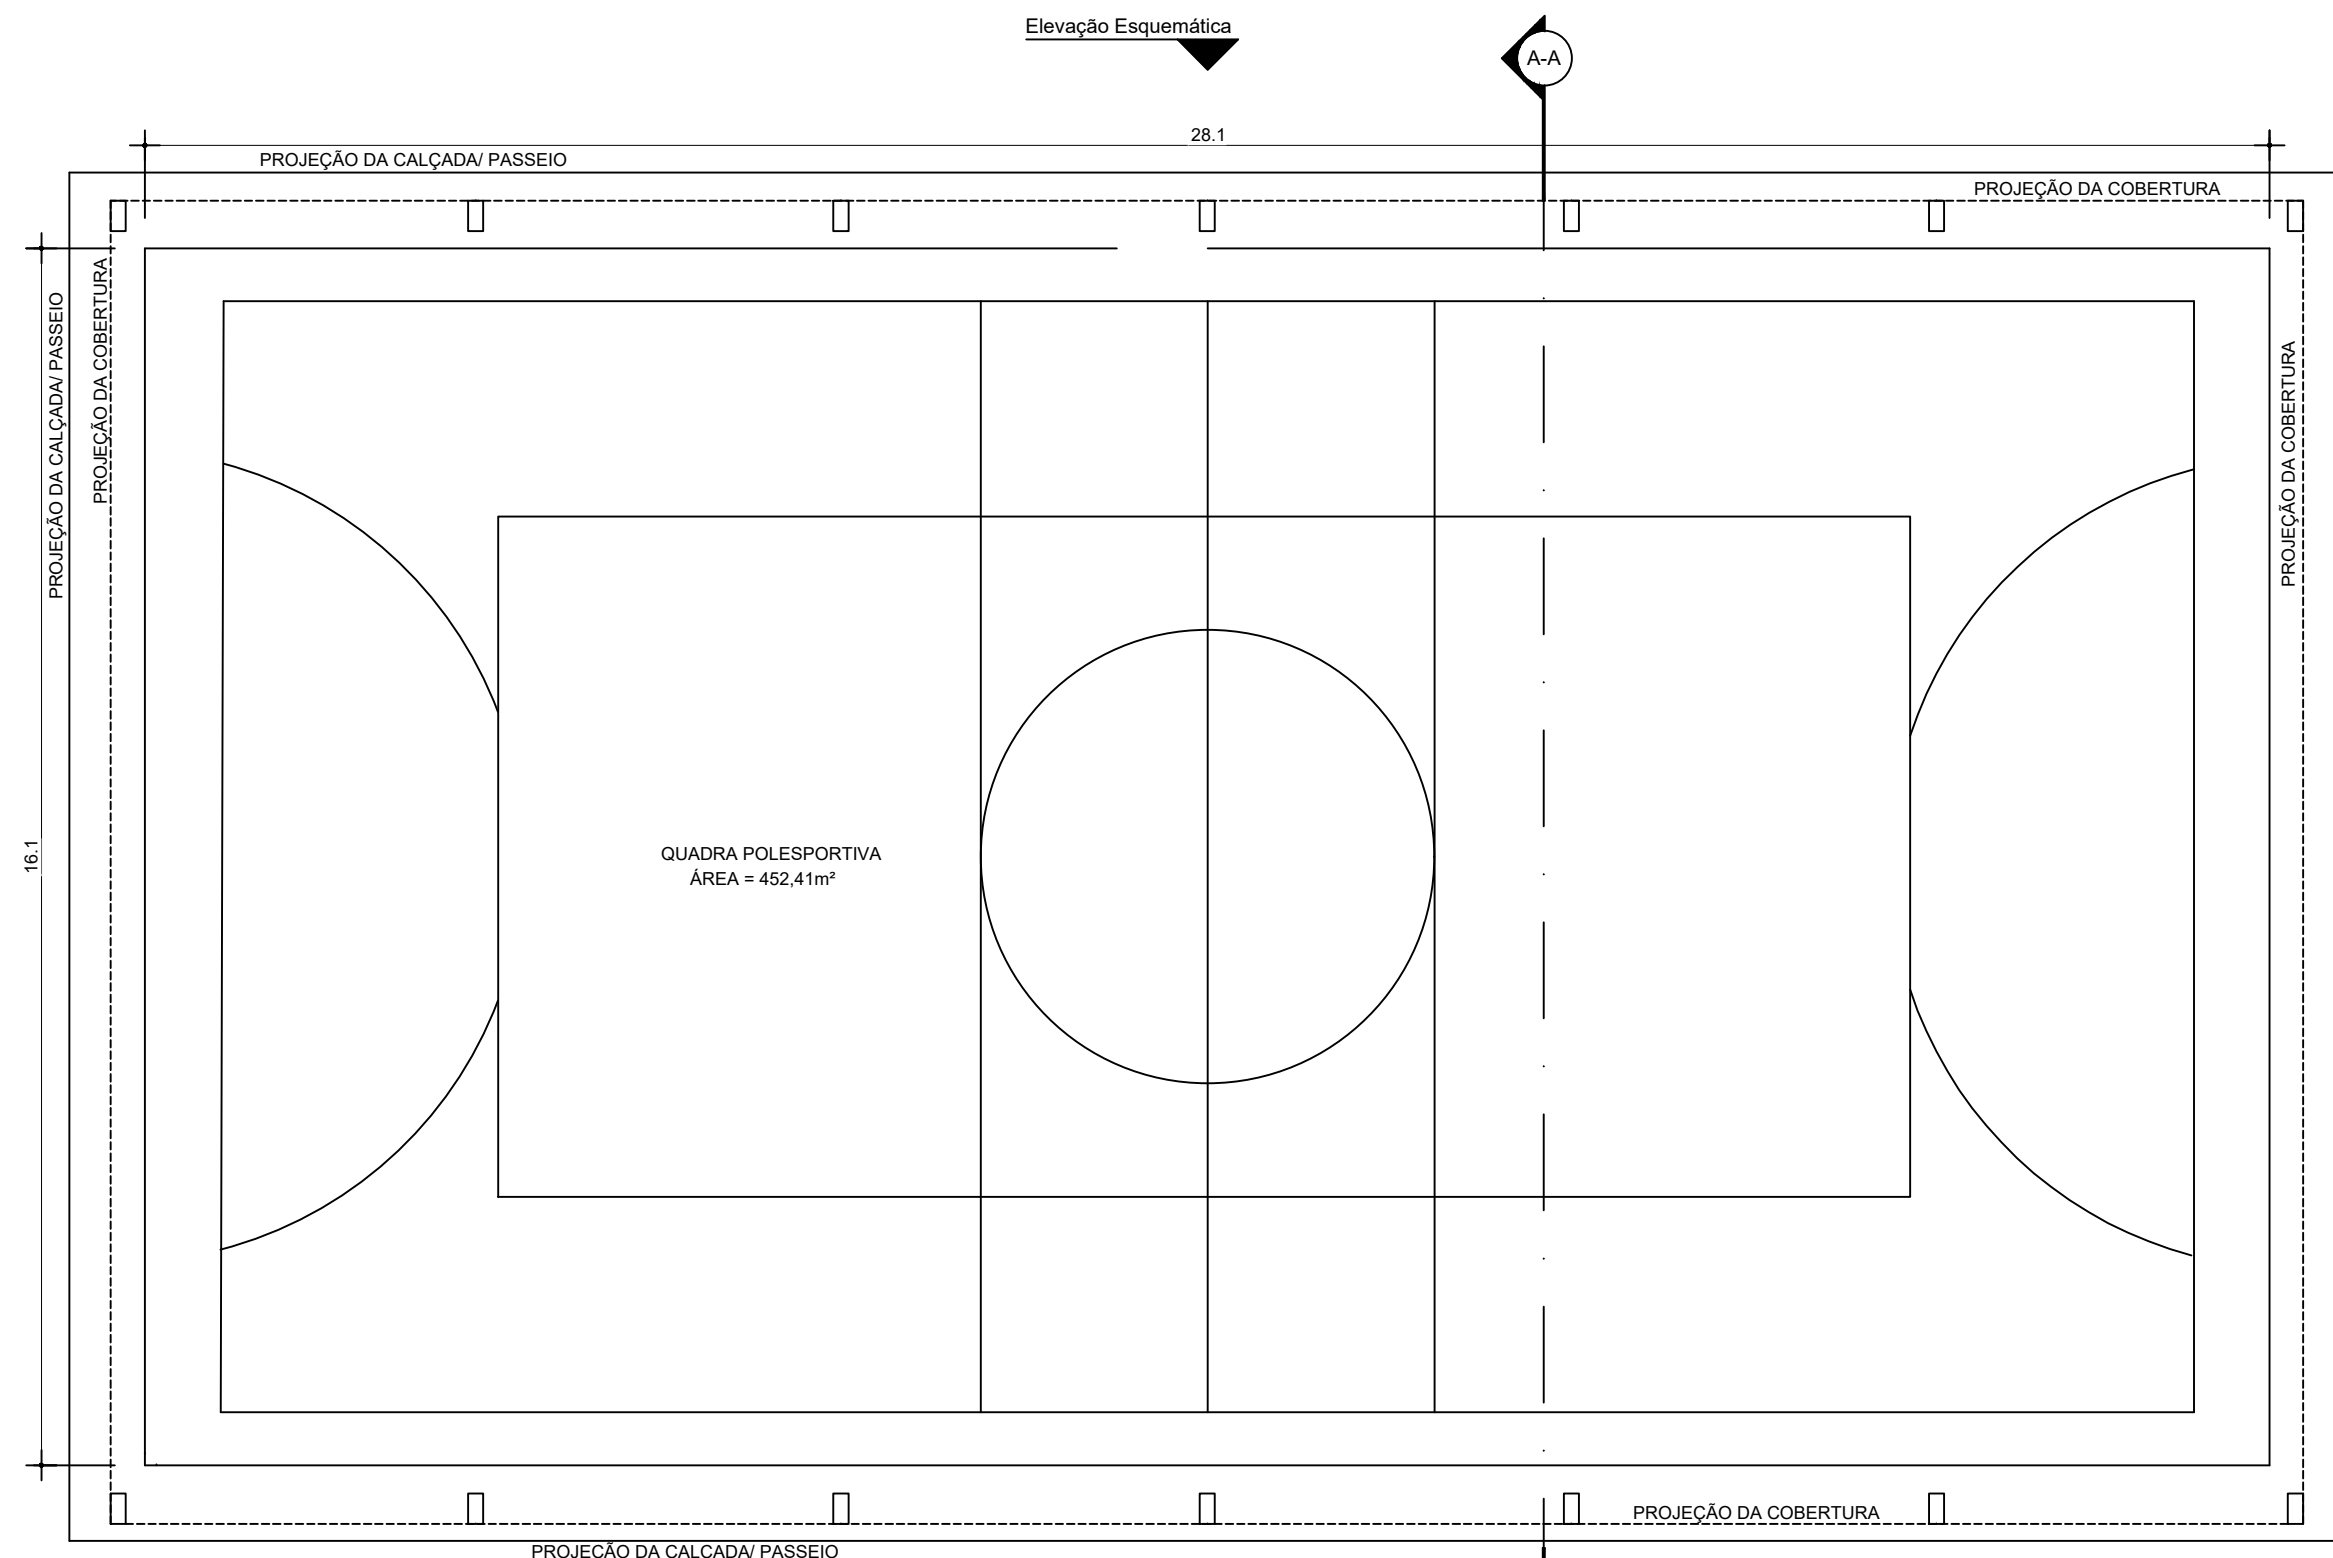 Elevação Esquemática
A-A
28.1
PROJEÇÃO DA CALÇADA/ PASSEIO
PROJEÇÃO DA COBERTURA
PROJEÇÃO DA CALÇADA/ PASSEIO
PROJEÇÃO DA COBERTURA
PROJEÇÃO DA COBERTURA
16.1
QUADRA POLESPORTIVA
ÁREA = 452,41m²
PROJEÇÃO DA COBERTURA
PROJEÇÃO DA CALÇADA/ PASSEIO